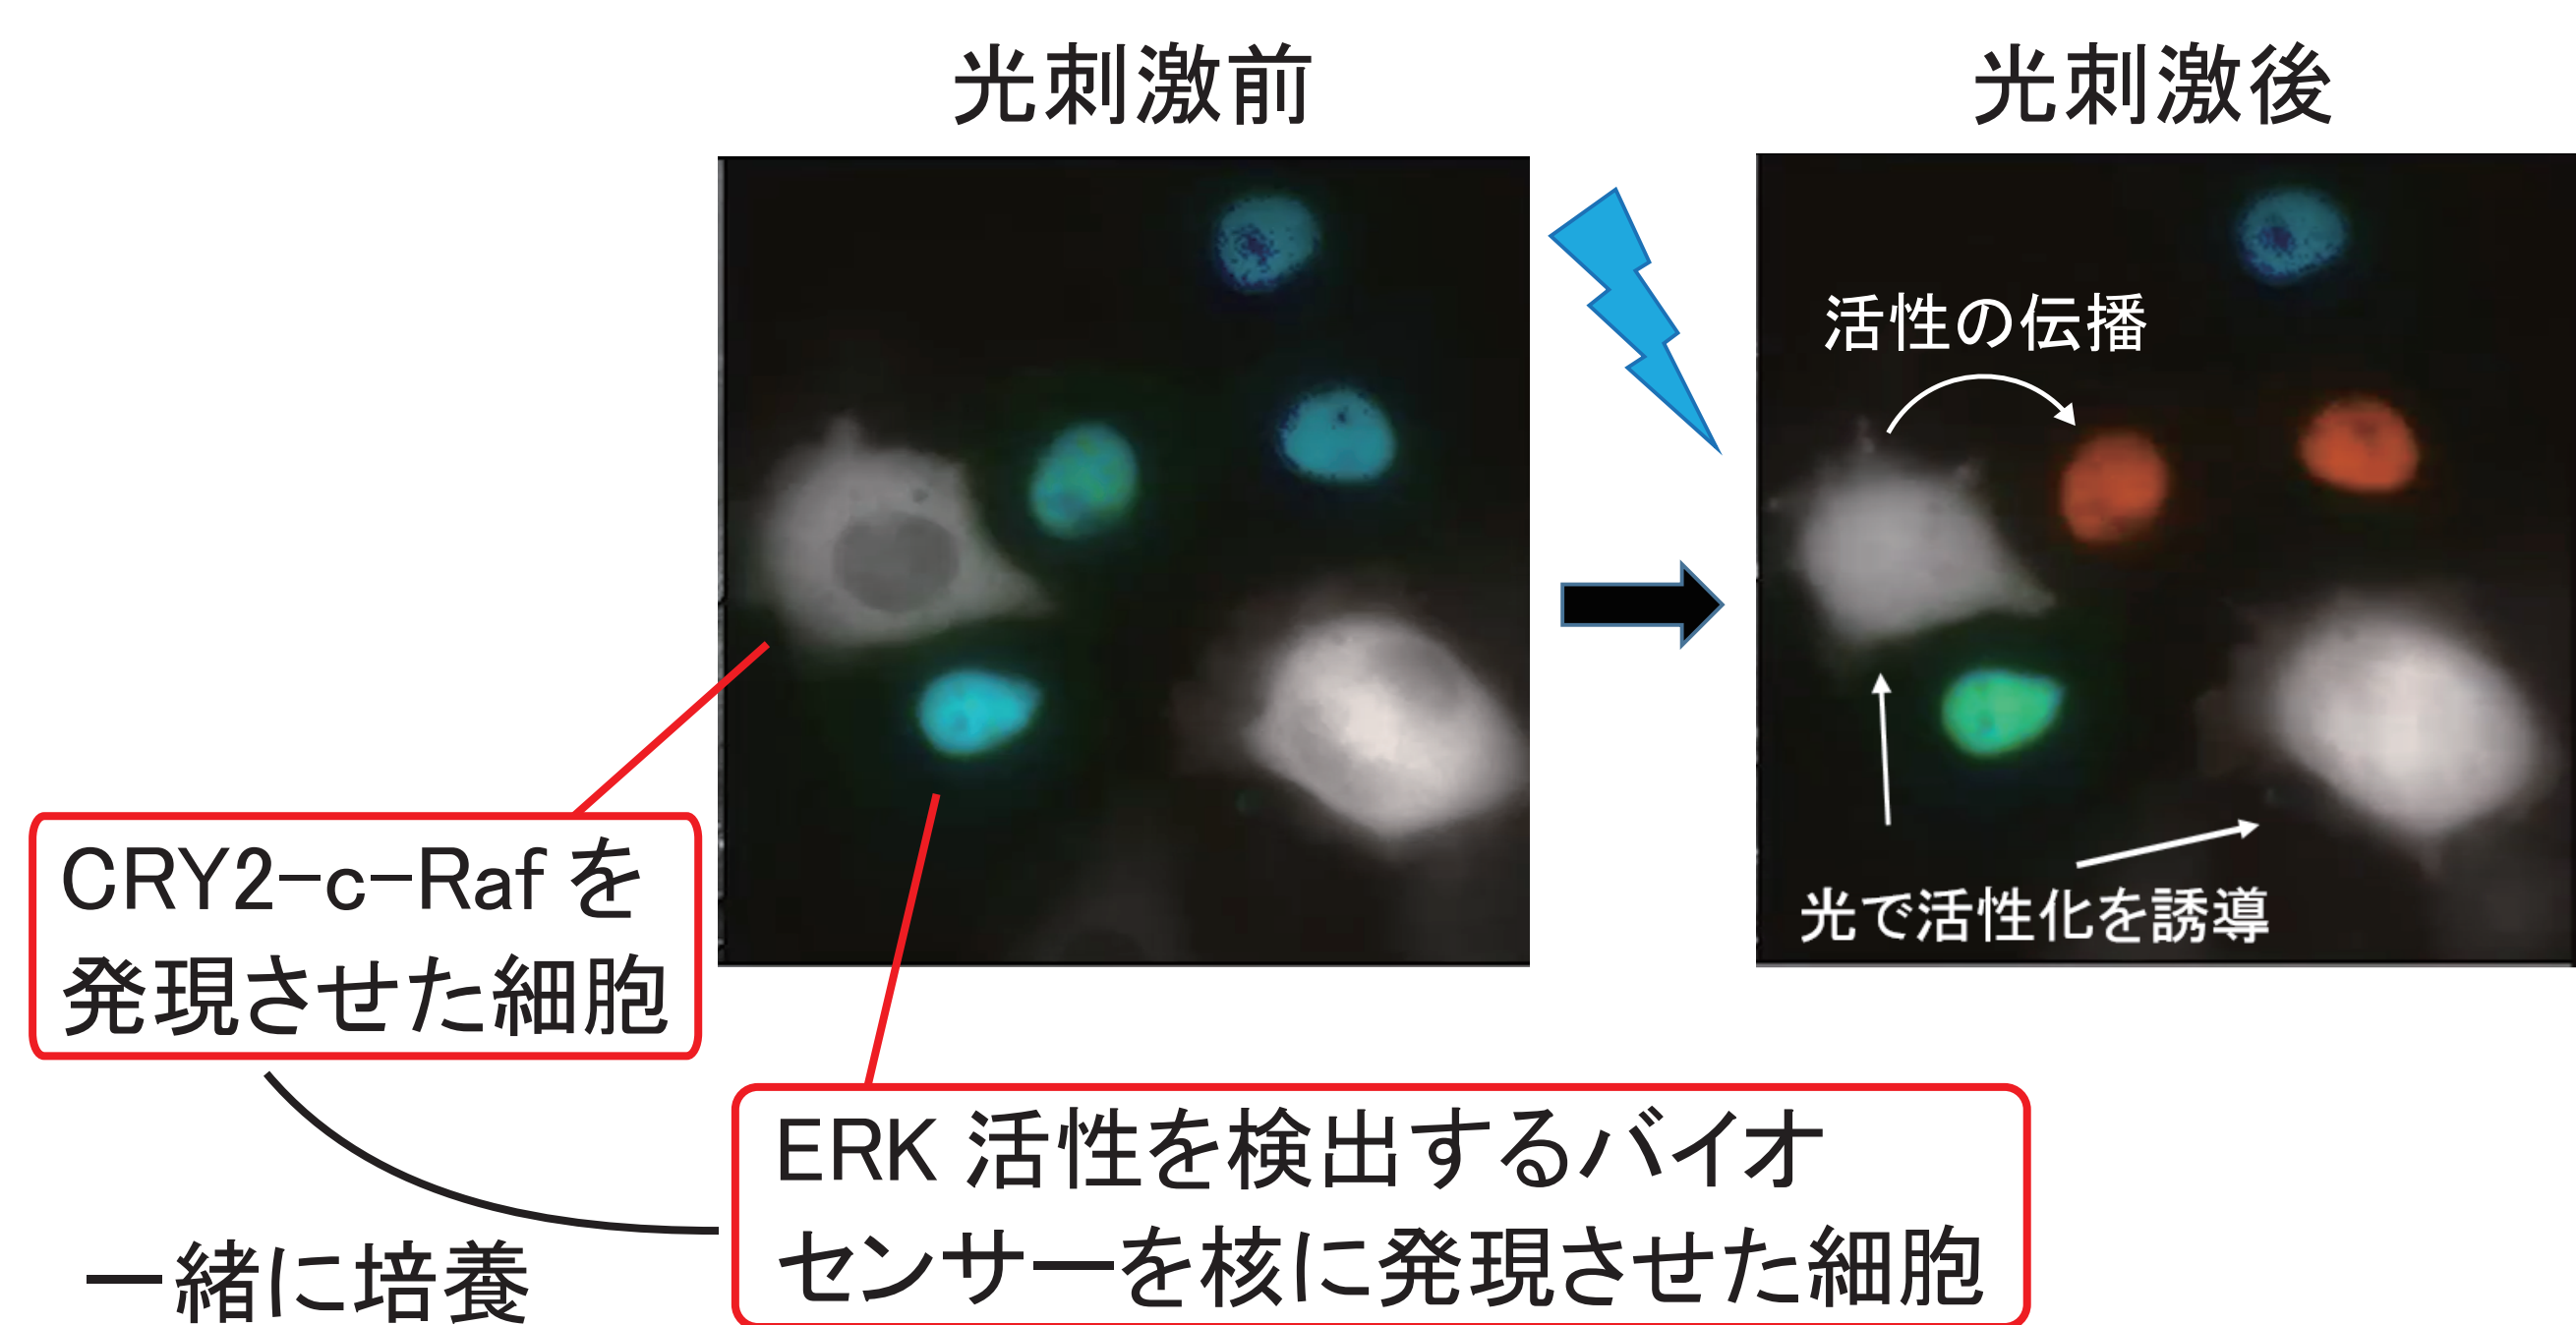 光刺激前
光刺激後
活性の伝播
光で活性化を誘導
CRY2-c-Raf を
発現させた細胞
ERK 活性を検出するバイオ
センサーを核に発現させた細胞
一緒に培養